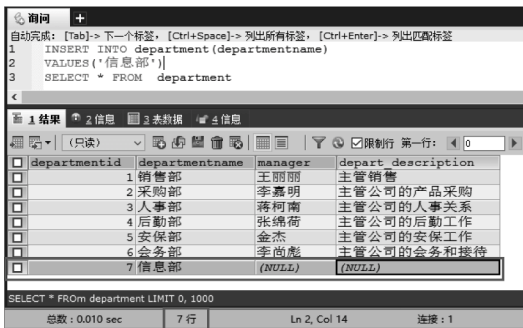 询问
自动完成: [Tab]-> 下一个标签， [Ctrl+Space]-> 列出所有标签， [Ctrl+Enter]-> 列出匹配标签
1 INSERT INTO department(departmentname)
2 VALUES('信息部')
3 SELECT * FROM department
1 结果 2 信息 3 表数据 4 信息
(只读) 限制行 第一行: 0
departmentid departmentname manager depart_description
1 销售部 王丽丽 主管销售
2 采购部 李嘉明 主管公司的产品采购
3 人事部 蒋柯南 主管公司的人事关系
4 后勤部 张绵荷 主管公司的后勤工作
5 安保部 金杰 主管公司的安保工作
6 会务部 李尚彪 主管公司的会务和接待
7 信息部 (NULL) (NULL)
SELECT * FROm department LIMIT 0, 1000
总数: 0.010 sec 7 行 Ln 2, Col 14 连接: 1